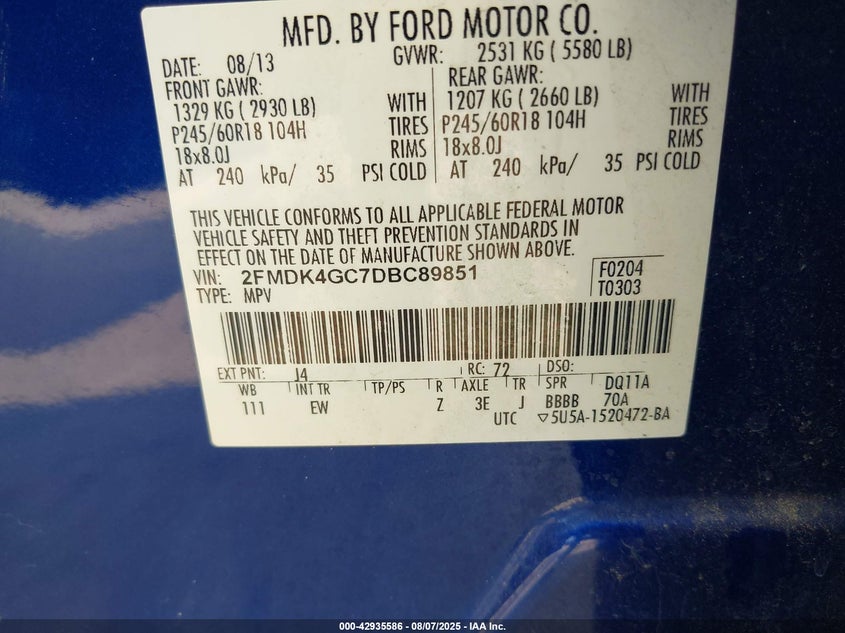 MFD. BY FORD MOTOR CO.
DATE: 08/13 GVWR: 2531 KG ( 5580 LB)
FRONT GAWR: REAR GAWR:
1329 KG ( 2930 LB) WITH 1207 KG ( 2660 LB) WITH
P245/60R18 104H TIRES P245/60R18 104H TIRES
18x8.0J RIMS 18x8.0J RIMS
AT 240 kPa/ 35 PSI COLD AT 240 kPa/ 35 PSI COLD
THIS VEHICLE CONFORMS TO ALL APPLICABLE FEDERAL MOTOR
VEHICLE SAFETY AND THEFT PREVENTION STANDARDS IN
EFFECT ON THE DATE OF MANUFACTURE SHOWN ABOVE.
VIN: 2FMDK4GC7DBC89851 F0204
TYPE: MPV T0303
EXT PNT: J4 RC: 72 DSO:
WB INT TR TP/PS R AXLE TR SPR DQ11A
111 EW Z 3E J BBBB 70A
UTC ▽5U5A-1520472-BA
000-42935586 - 08/07/2025 - IAA Inc.